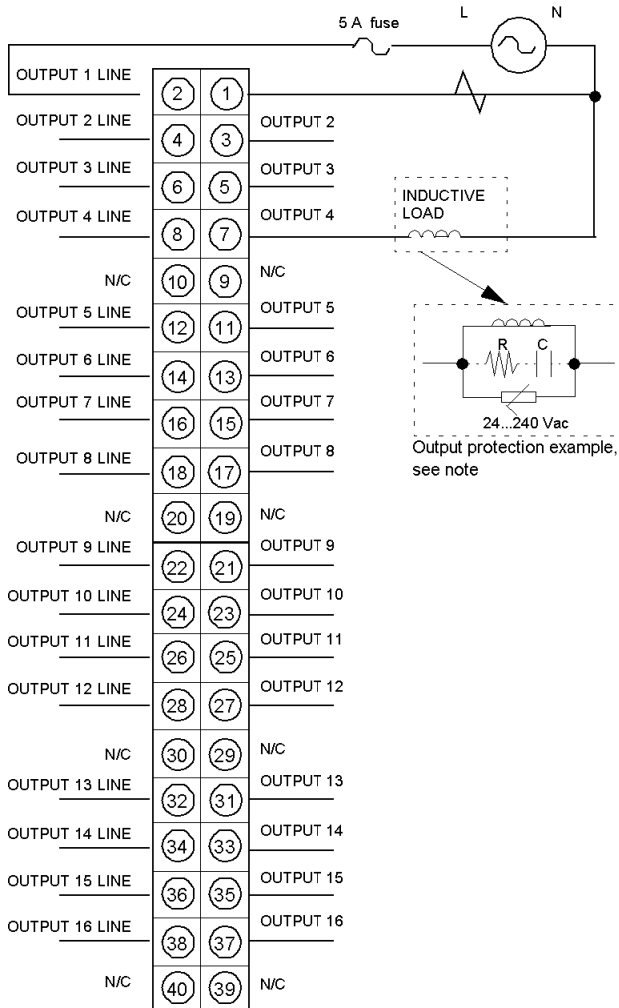 5 A fuse
L N
OUTPUT 1 LINE 2 1
OUTPUT 2 LINE 4 3 OUTPUT 2
OUTPUT 3 LINE 6 5 OUTPUT 3
OUTPUT 4 LINE 8 7 OUTPUT 4
INDUCTIVE
LOAD
N/C 10 9 N/C
OUTPUT 5 LINE 12 11 OUTPUT 5
OUTPUT 6 LINE 14 13 OUTPUT 6
OUTPUT 7 LINE 16 15 OUTPUT 7
OUTPUT 8 LINE 18 17 OUTPUT 8
R C
24...240 Vac
Output protection example,
see note
N/C 20 19 N/C
OUTPUT 9 LINE 22 21 OUTPUT 9
OUTPUT 10 LINE 24 23 OUTPUT 10
OUTPUT 11 LINE 26 25 OUTPUT 11
OUTPUT 12 LINE 28 27 OUTPUT 12
N/C 30 29 N/C
OUTPUT 13 LINE 32 31 OUTPUT 13
OUTPUT 14 LINE 34 33 OUTPUT 14
OUTPUT 15 LINE 36 35 OUTPUT 15
OUTPUT 16 LINE 38 37 OUTPUT 16
N/C 40 39 N/C